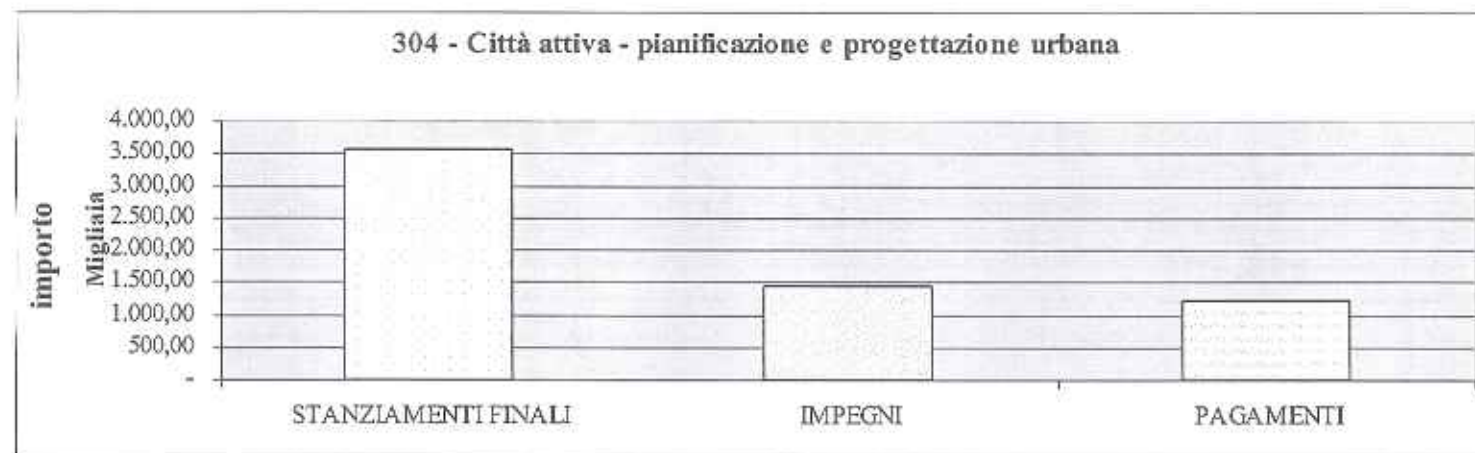 304 - Città attiva - pianificazione e progettazione urbana
importo
Migliaia
4.000,00
3.500,00
3.000,00
2.500,00
2.000,00
1.500,00
1.000,00
500,00
-
STANZIAMENTI FINALI
IMPEGNI
PAGAMENTI